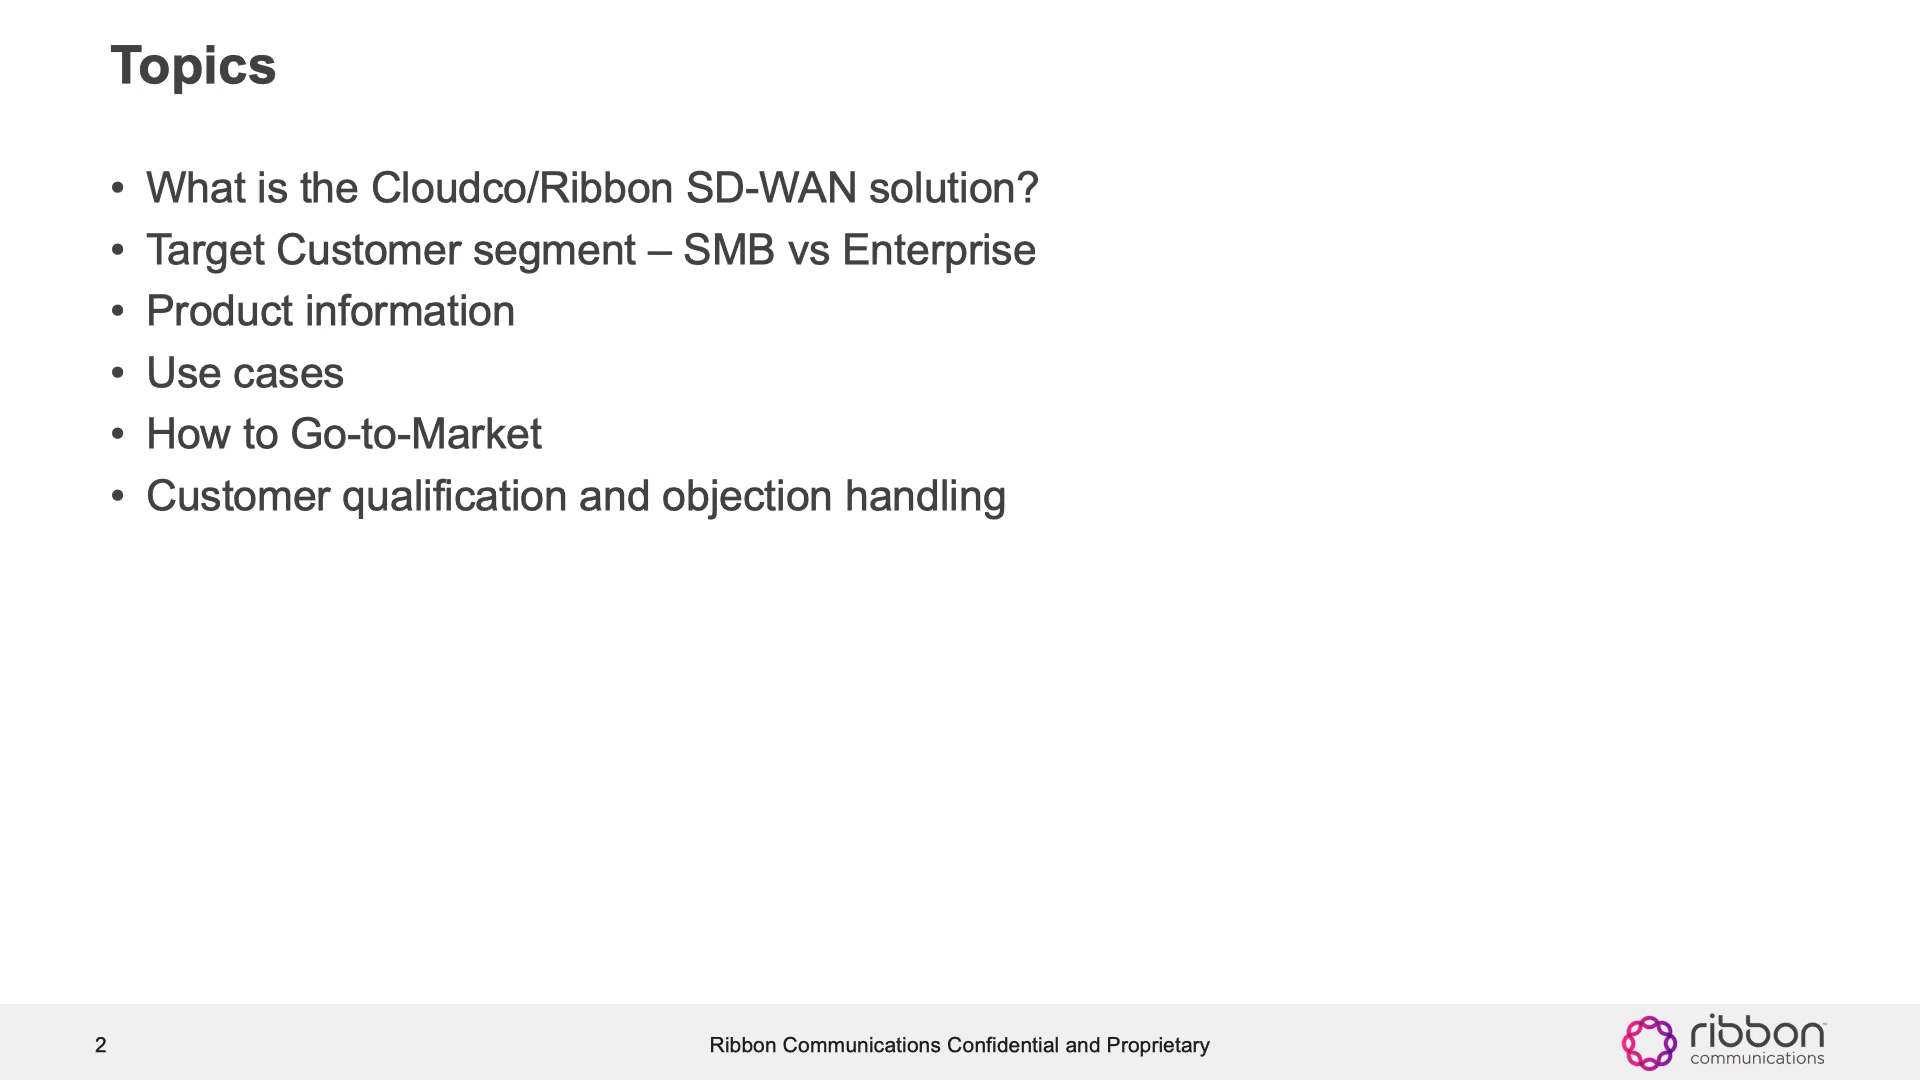 Topics
• What is the Cloudco/Ribbon SD-WAN solution?
• Target Customer segment – SMB vs Enterprise
• Product information
• Use cases
• How to Go-to-Market
• Customer qualification and objection handling
2
Ribbon Communications Confidential and Proprietary
ribbon
communications